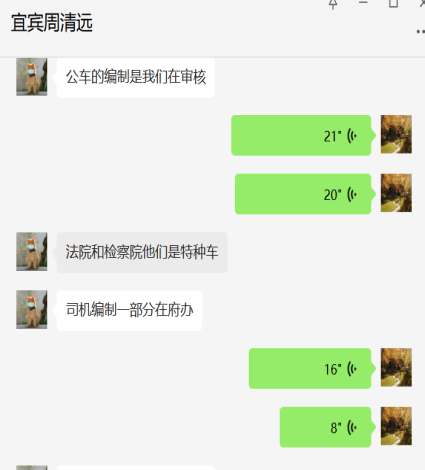 宜宾周清远
公车的编制是我们在审核
21"
20"
法院和检察院他们是特种车
司机编制一部分在府办
16"
8"